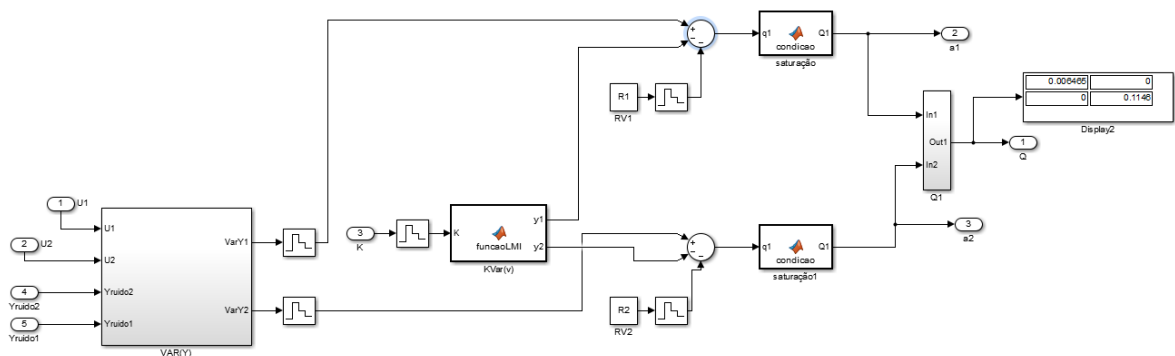 q1
condicao
Q1
saturação
2
a1
R1
RV1
0.006465
0
0
0.1146
Display2
In1
Out1
In2
Q1
1
Q
1
U1
2
U2
4
Yruido2
5
Yruido1
U1
U2
Yruido2
Yruido1
VarY1
VarY2
VAR(Y)
3
K
K
funcaoLMI
y1
y2
KVar(v)
R2
RV2
q1
condicao
Q1
saturação1
3
a2